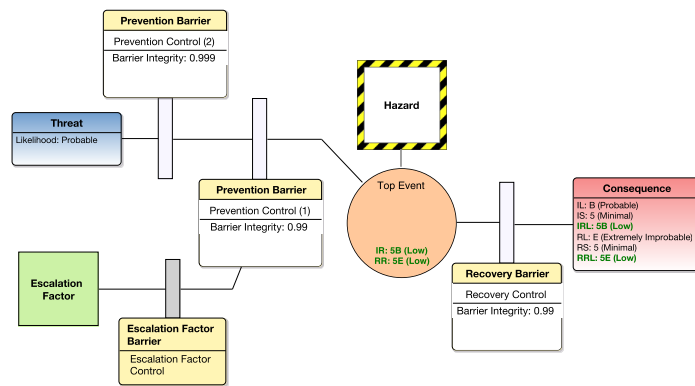 Prevention Barrier
Prevention Control (2)
Barrier Integrity: 0.999
Threat
Likelihood: Probable
Hazard
Prevention Barrier
Prevention Control (1)
Barrier Integrity: 0.99
Top Event
IR: 5B (Low)
RR: 5E (Low)
Consequence
IL: B (Probable)
IS: 5 (Minimal)
IRL: 5B (Low)
RL: E (Extremely Improbable)
RS: 5 (Minimal)
RRL: 5E (Low)
Escalation
Factor
Recovery Barrier
Recovery Control
Barrier Integrity: 0.99
Escalation Factor
Barrier
Escalation Factor
Control